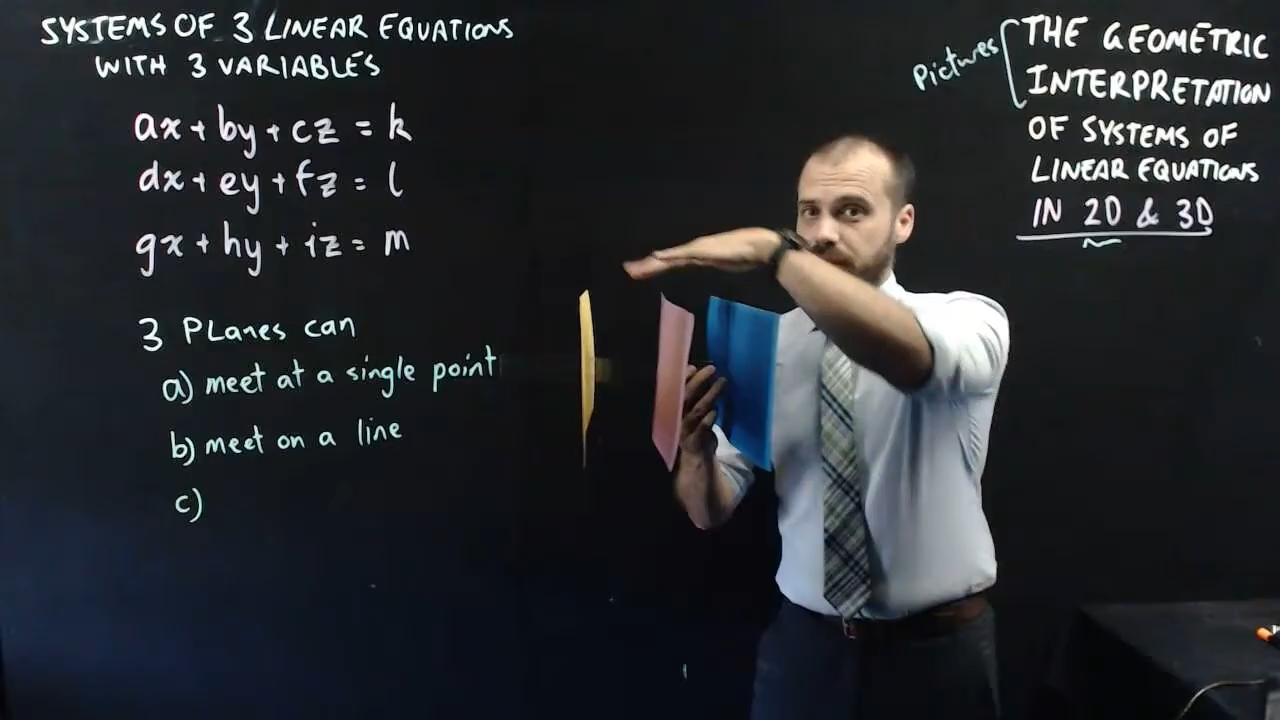 SYSTEMS OF 3 LINEAR EQUATIONS
WITH 3 VARIABLES
ax + by + cz = k
dx + ey + fz = l
gx + hy + iz = m
3 PLanes can
a) meet at a single point
b) meet on a line
c)
Pictures
THE GEOMETRIC
INTERPRETATION
OF SYSTEMS OF
LINEAR EQUATIONS
IN 2D & 3D